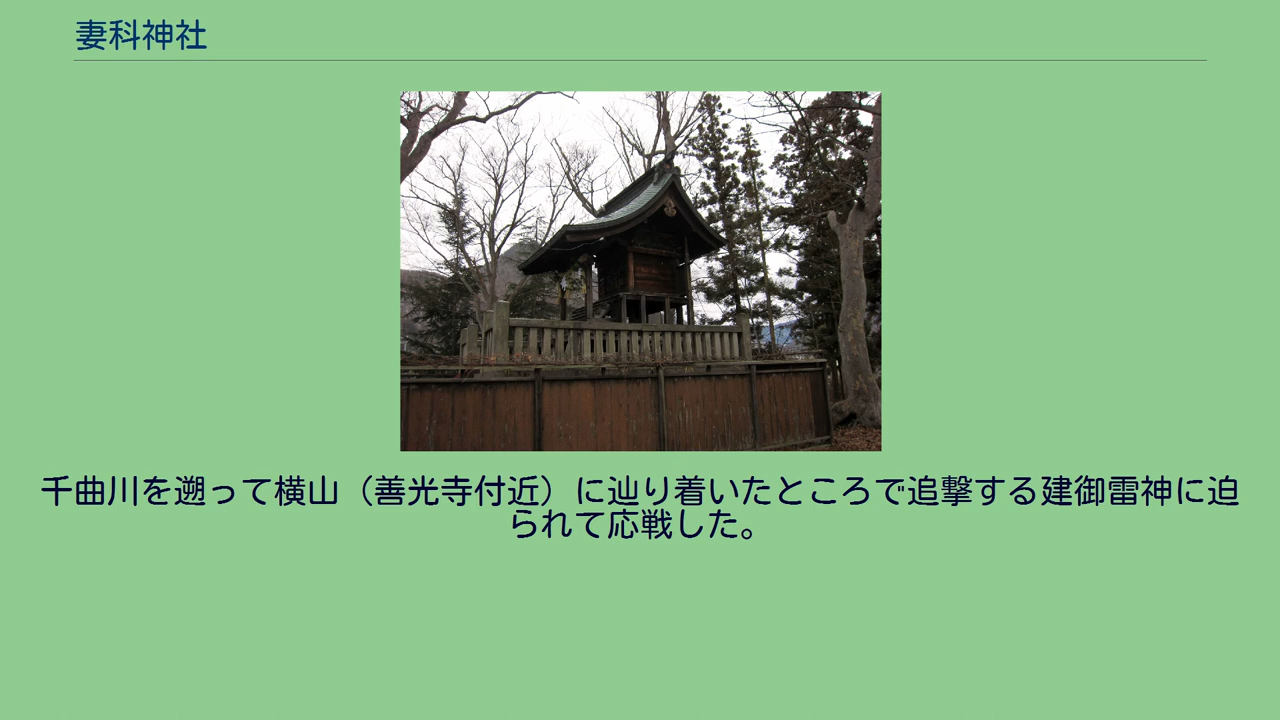 妻科神社
千曲川を遡って横山（善光寺付近）に辿り着いたところで追撃する建御雷神に迫
られて応戦した。